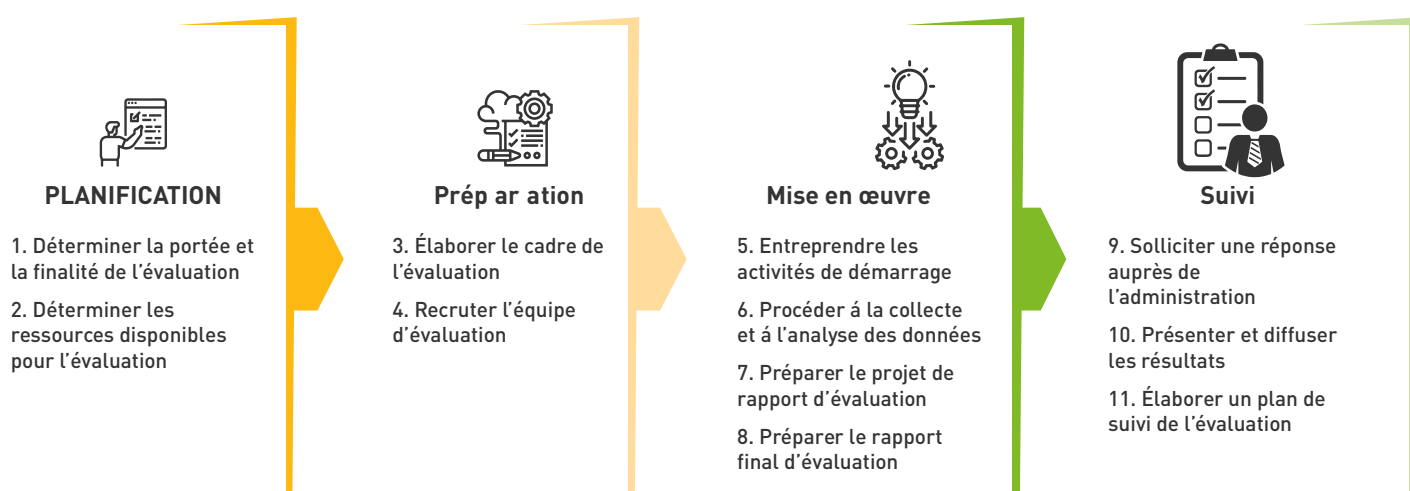 PLANIFICATION
1. Déterminer la portée et
la finalité de l’évaluation
2. Déterminer les
ressources disponibles
pour l’évaluation
Prép ar ation
3. Élaborer le cadre de
l’évaluation
4. Recruter l’équipe
d’évaluation
Mise en œuvre
5. Entreprendre les
activités de démarrage
6. Procéder á la collecte
et á l’analyse des données
7. Préparer le projet de
rapport d’évaluation
8. Préparer le rapport
final d’évaluation
Suivi
9. Solliciter une réponse
auprès de
l’administration
10. Présenter et diffuser
les résultats
11. Élaborer un plan de
suivi de l’évaluation